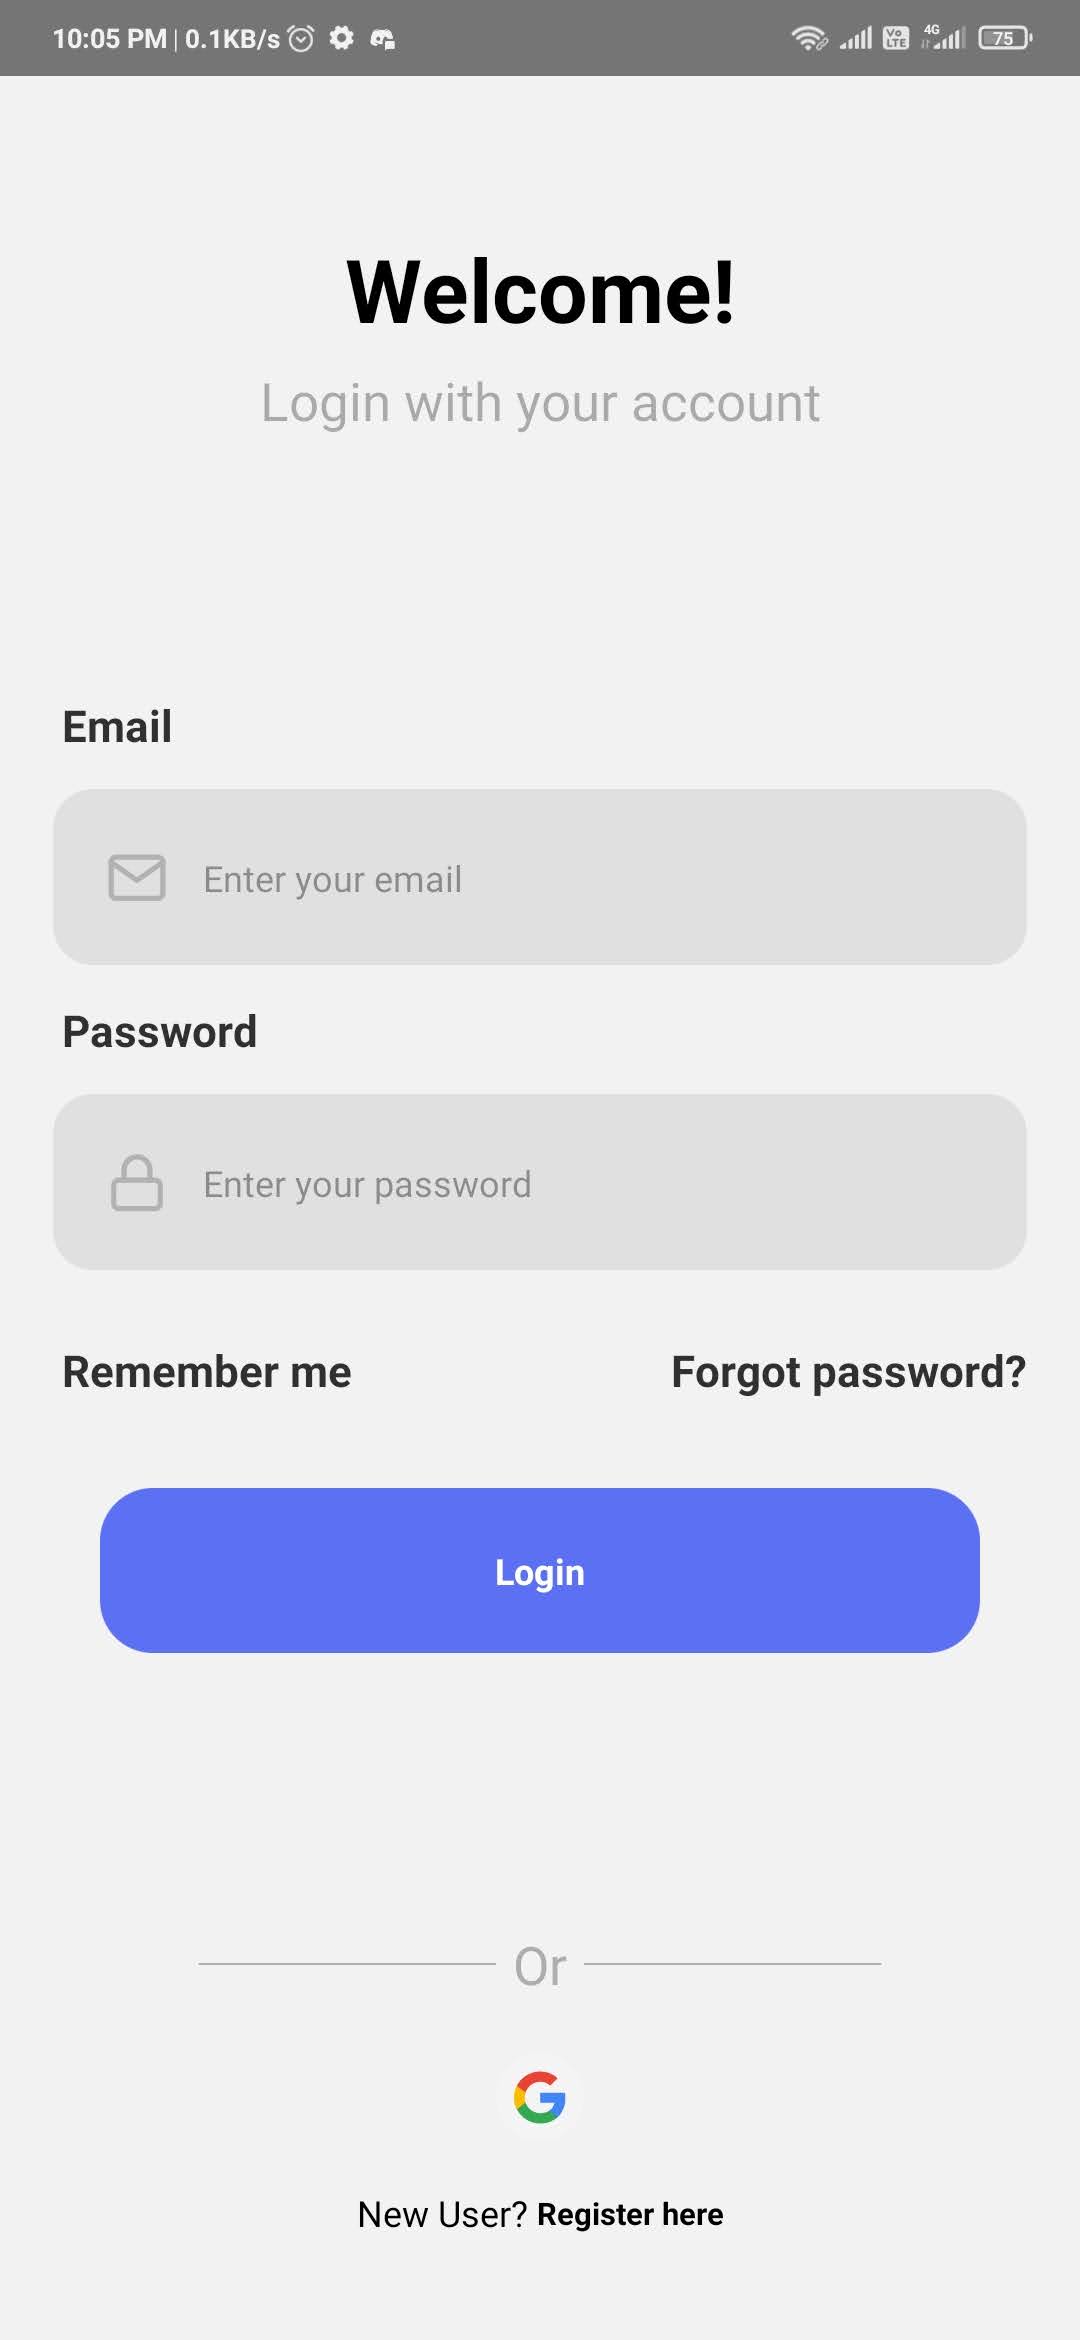 10:05 PM | 0.1KB/s Vo LTE 4G 75
Welcome!
Login with your account
Email
Enter your email
Password
Enter your password
Remember me Forgot password?
Login
Or
New User? Register here